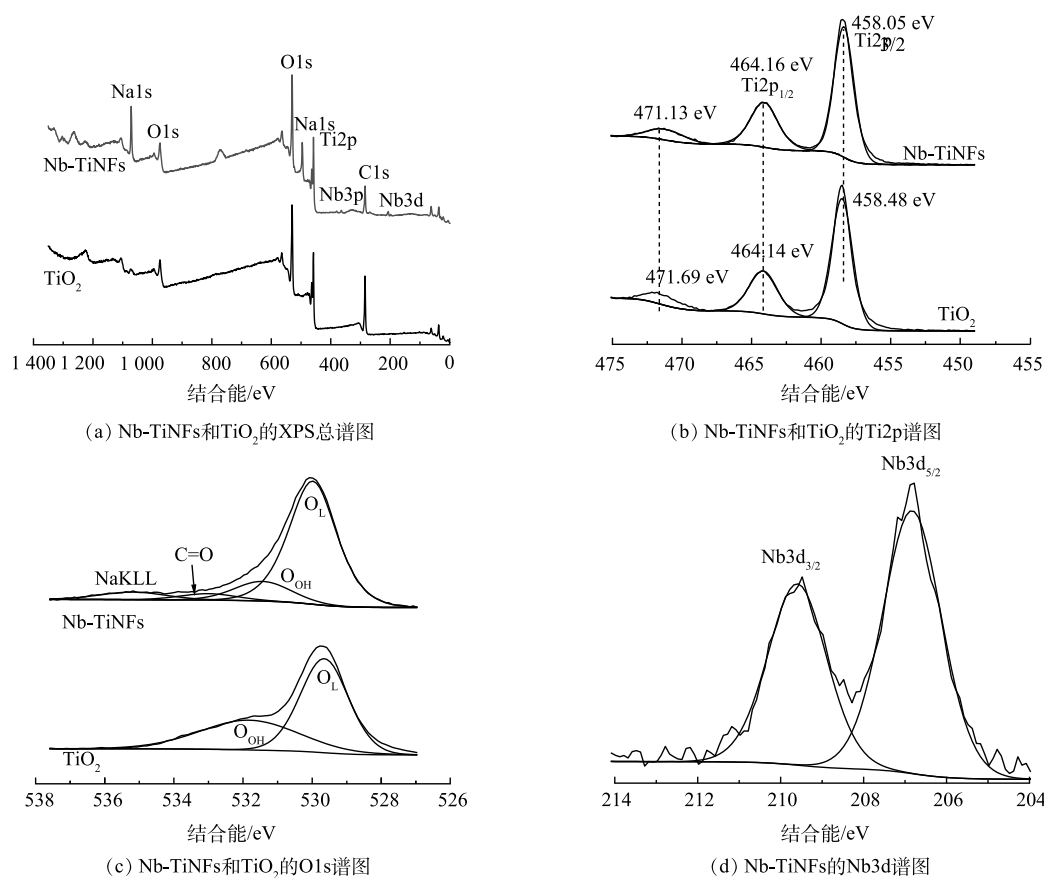 O1s
Na1s
O1s
Na1s
Ti2p
Nb-TiNFs
C1s
Nb3p
Nb3d
TiO₂
1 400
1 000
800
600
400
200
0
结合能/eV
(a) Nb-TiNFs和TiO₂的XPS总谱图
458.05 eV
Ti2p3/2
464.16 eV
Ti2p₁/₂
471.13 eV
Nb-TiNFs
458.48 eV
464.14 eV
471.69 eV
TiO₂
475 470 465 460 455 450 455
结合能/eV
(b) Nb-TiNFs和TiO₂的Ti2p谱图
O_L
C=O
NaKLL
O_OH
Nb-TiNFs
O_L
O_OH
TiO₂
538 536 534 532 530 528 526
结合能/eV
(c) Nb-TiNFs和TiO₂的O1s谱图
Nb3d₅/₂
Nb3d₃/₂
214 212 210 208 206 204
结合能/eV
(d) Nb-TiNFs的Nb3d谱图